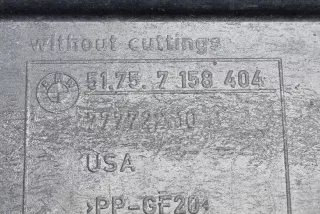 without cuttings
51.75. 7 158 404
USA
>PP-GF20<